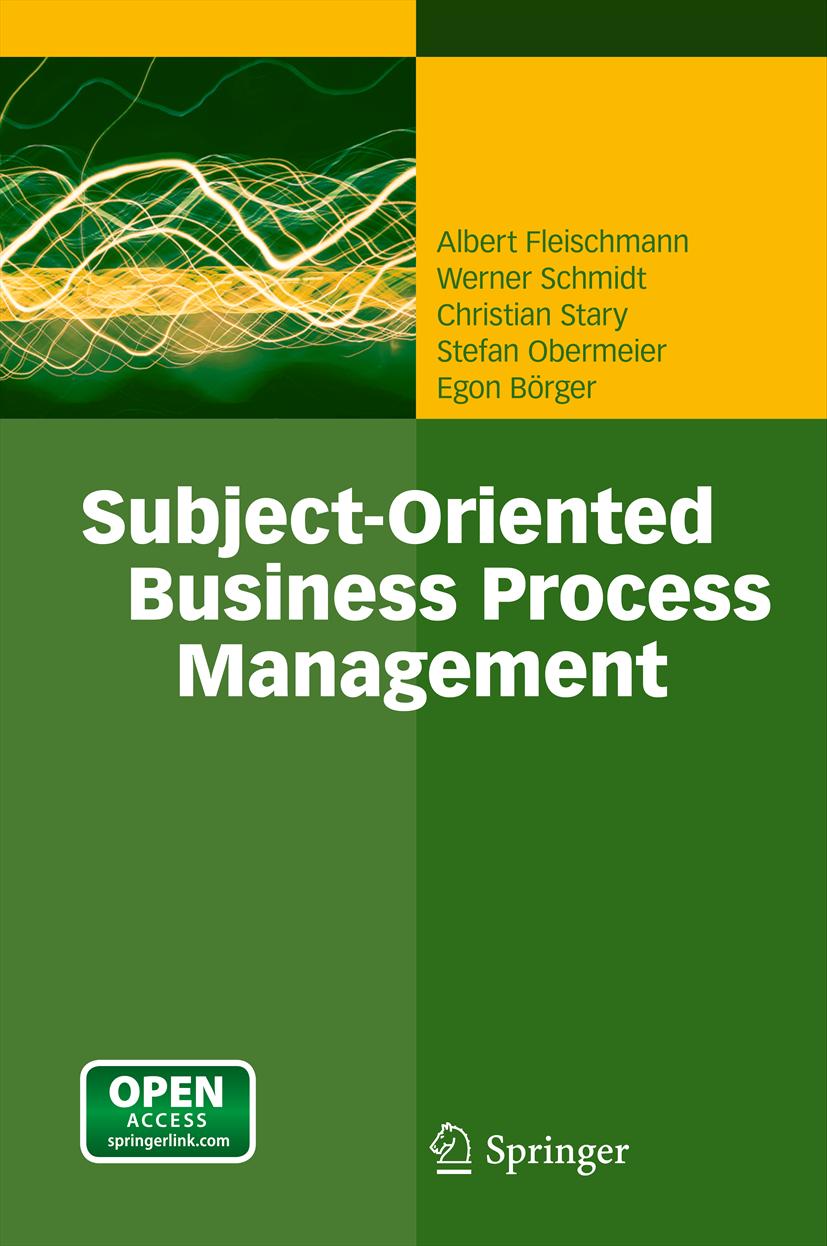 Albert Fleischmann
Werner Schmidt
Christian Stary
Stefan Obermeier
Egon Börger
Subject-Oriented
Business Process
Management
OPEN
ACCESS
springerlink.com
Springer